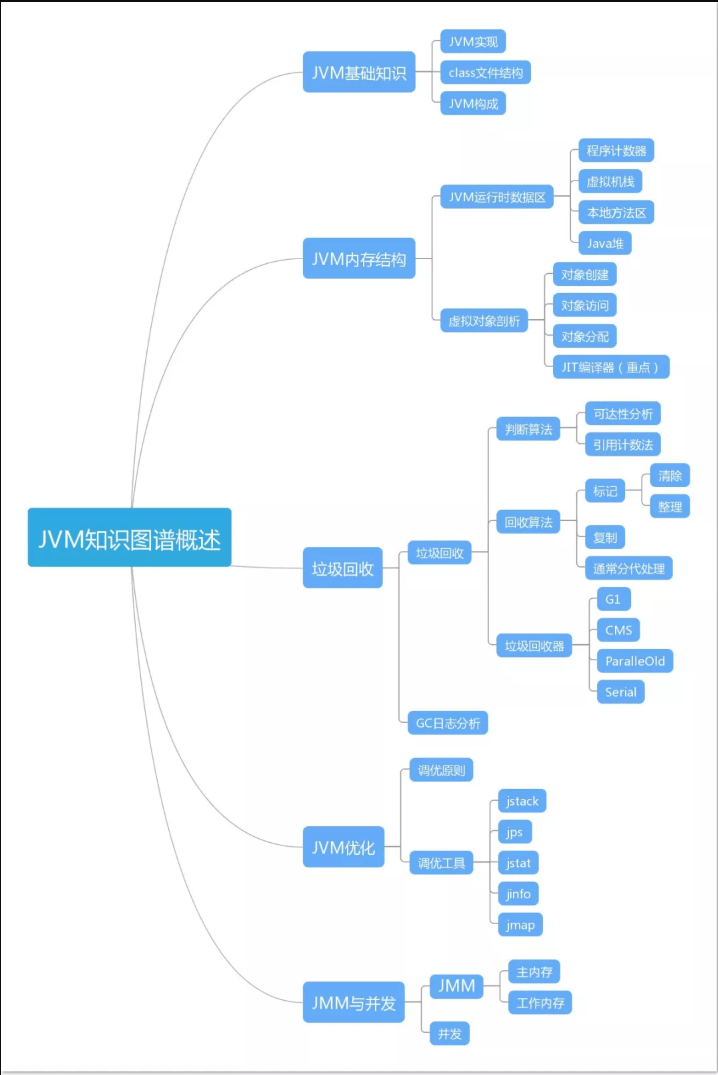 JVM知识图谱概述
JVM基础知识
JVM实现
class文件结构
JVM构成
JVM内存结构
JVM运行时数据区
程序计数器
虚拟机栈
本地方法区
Java堆
虚拟对象剖析
对象创建
对象访问
对象分配
JIT编译器（重点）
垃圾回收
垃圾回收
判断算法
可达性分析
引用计数法
回收算法
标记
清除
整理
复制
通常分代处理
垃圾回收器
G1
CMS
ParalleOld
Serial
GC日志分析
JVM优化
调优原则
调优工具
jstack
jps
jstat
jinfo
jmap
JMM与并发
JMM
主内存
工作内存
并发